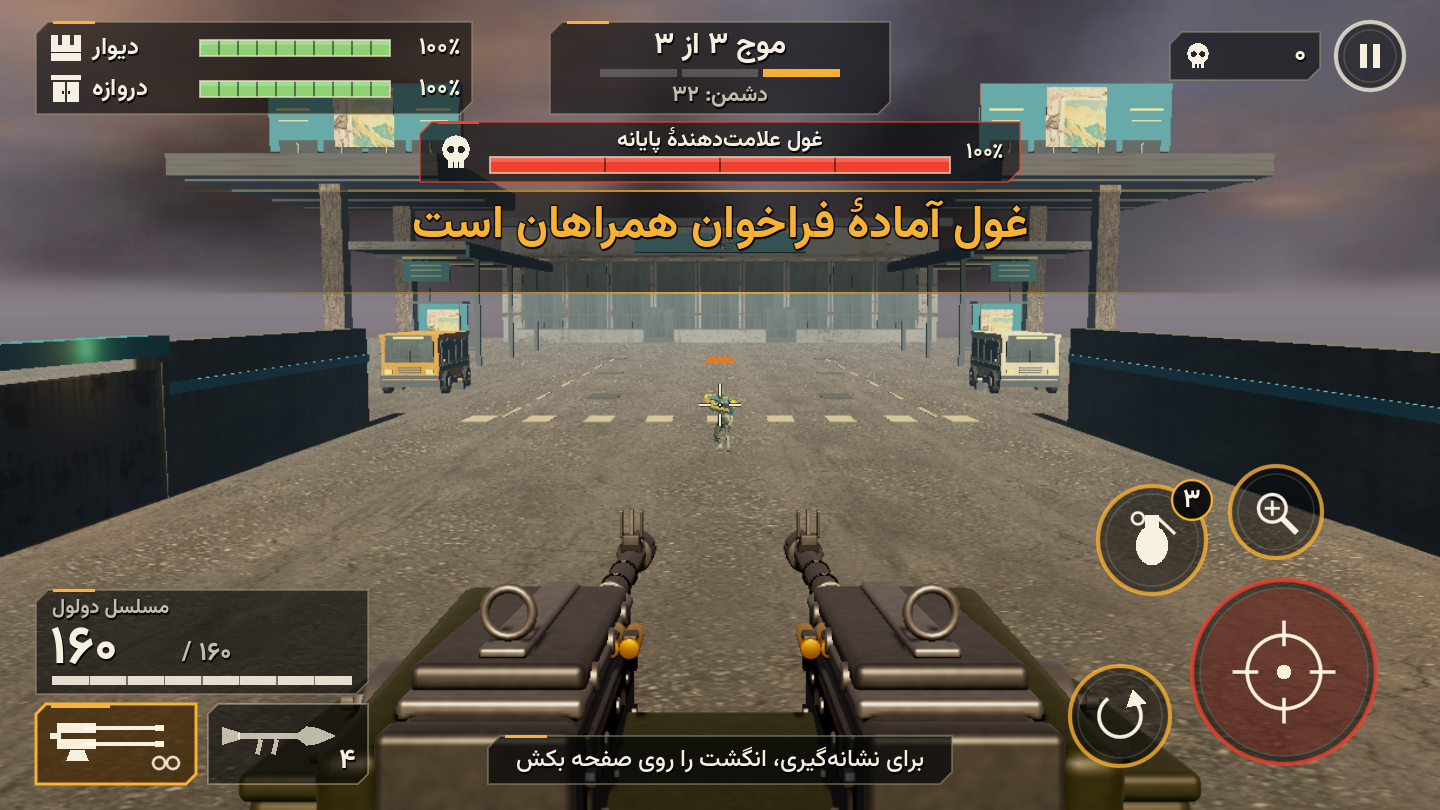 دیوار ۱۰۰٪
دروازه ۱۰۰٪
موج ۳ از ۳
دشمن: ۳۲
۰
غول علامت‌دهندهٔ پایانه
۱۰۰٪
غول آمادهٔ فراخوان همراهان است
۳
مسلسل دولول
۱۶۰ / ۱۶۰
∞
۴
برای نشانه‌گیری، انگشت را روی صفحه بکش